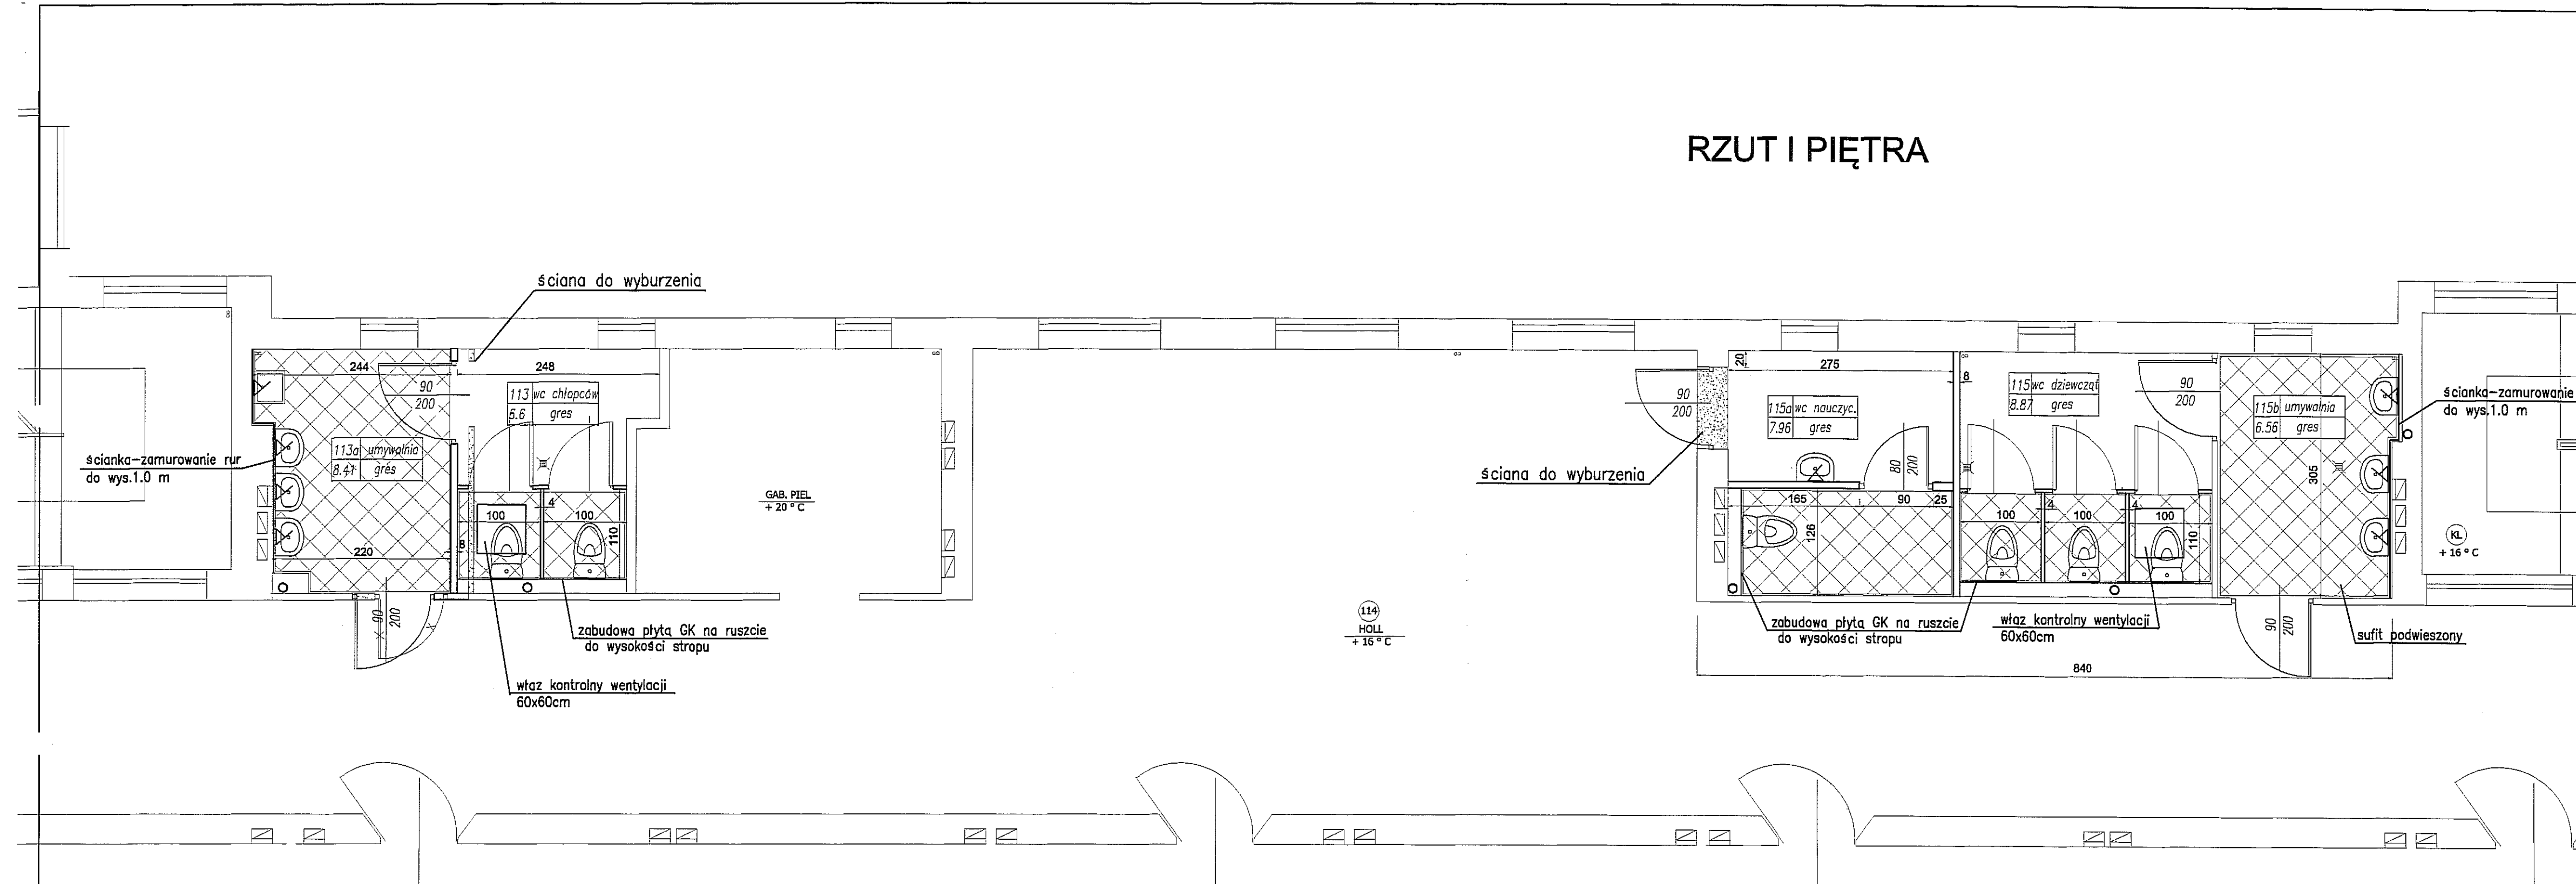 RZUT I PIĘTRA
ściana do wyburzenia
244
248
90
200
113 wc chłopców
6.6 gres
113a umywalnia
8.41 gres
ścianka-zamurowanie rur
do wys.1.0 m
100
4
100
110
220
8
90
200
zabudowa płytą GK na ruszcie
do wysokości stropu
właz kontrolny wentylacji
60x60cm
GAB. PIEL
+ 20 °C
114
HOLL
+ 16 °C
90
200
ściana do wyburzenia
20
275
8
115a wc nauczyc.
7.96 gres
80
200
165
90
25
126
115 wc dziewcząt
8.87 gres
90
200
100
4
100
4
100
110
115b umywalnia
6.56 gres
305
ścianka-zamurowanie
do wys.1.0 m
KL
+ 16 °C
zabudowa płytą GK na ruszcie
do wysokości stropu
właz kontrolny wentylacji
60x60cm
90
200
sufit podwieszony
840